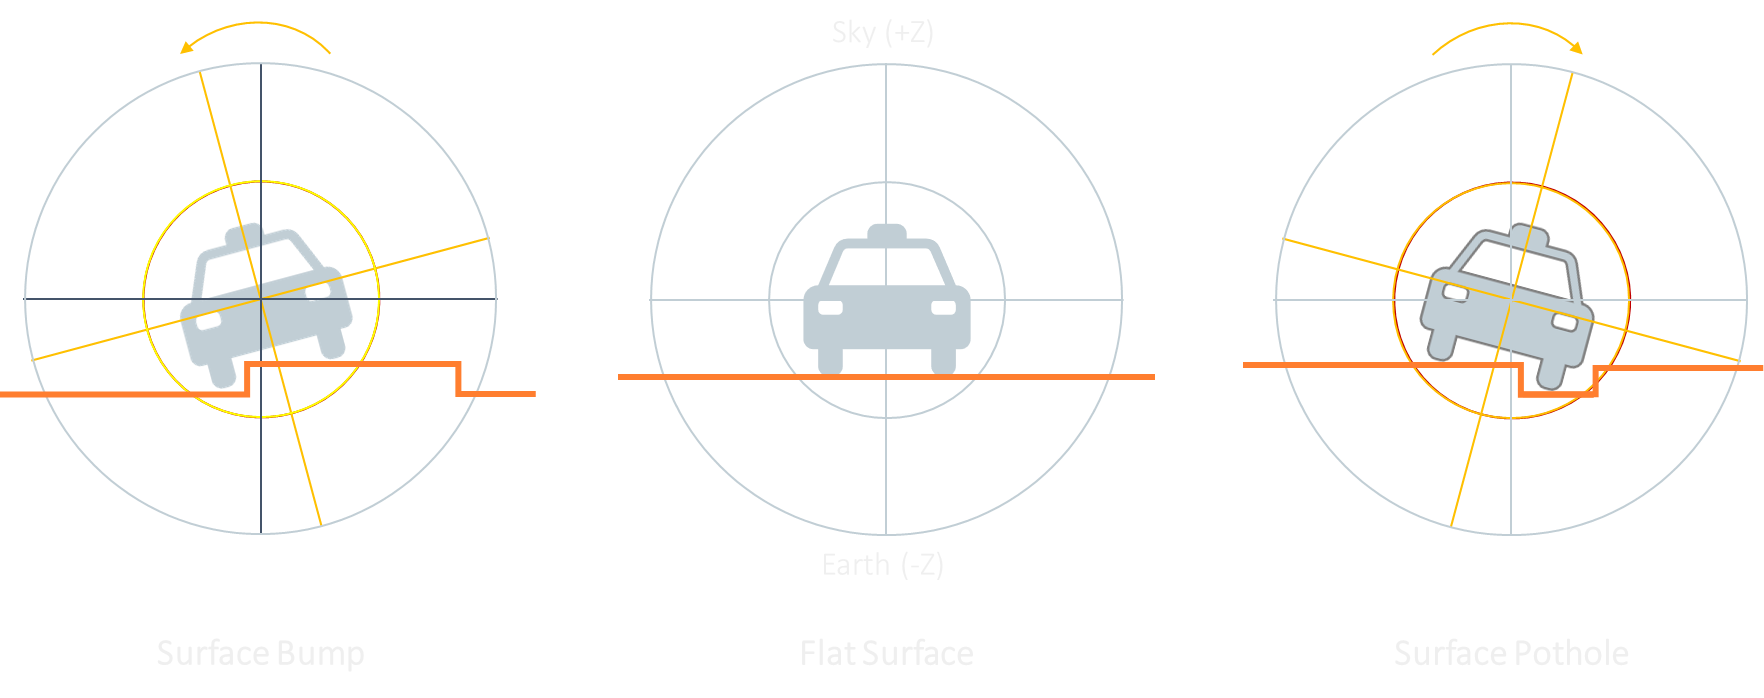 Sky (+Z)
Earth (-Z)
Surface Bump
Flat Surface
Surface Pothole